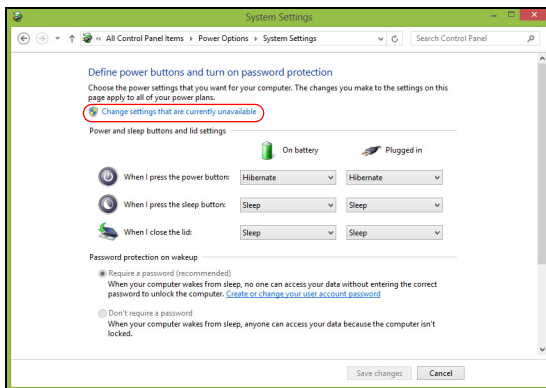 System Settings
« All Control Panel Items Power Options System Settings
Search Control Panel
Define power buttons and turn on password protection
Choose the power settings that you want for your computer. The changes you make to the settings on this
page apply to all of your power plans.
Change settings that are currently unavailable
Power and sleep buttons and lid settings
On battery Plugged in
When I press the power button: Hibernate Hibernate
When I press the sleep button: Sleep Sleep
When I close the lid: Sleep Sleep
Password protection on wakeup
Require a password (recommended)
When your computer wakes from sleep, no one can access your data without entering the correct
password to unlock the computer. Create or change your user account password
Don't require a password
When your computer wakes from sleep, anyone can access your data because the computer isn't
locked.
Save changes Cancel